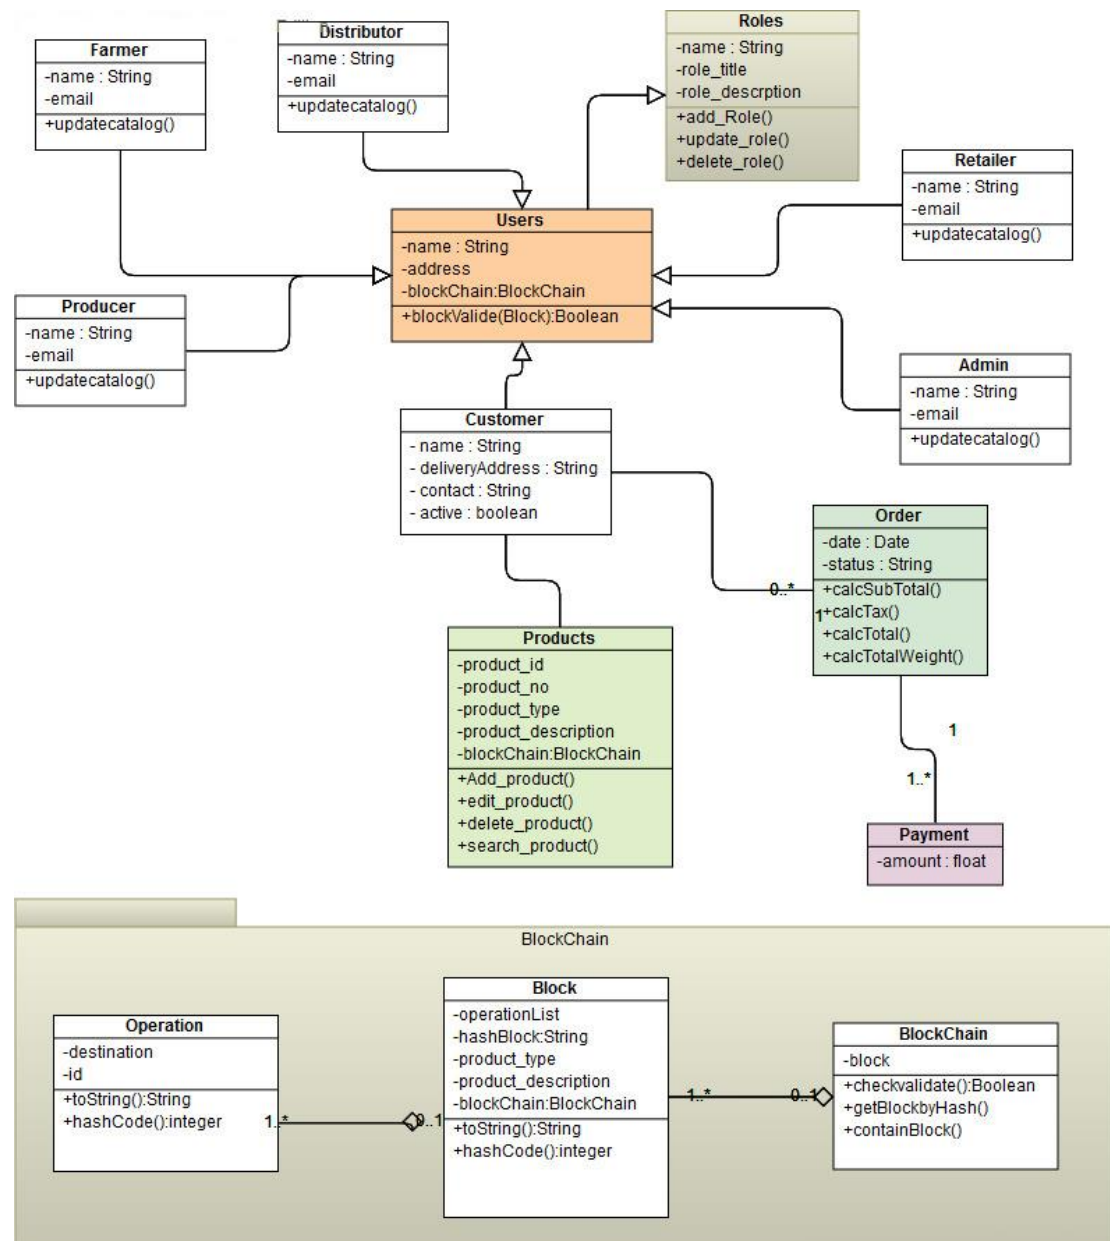 Farmer
-name : String
-email
+updatecatalog()
Distributor
-name : String
-email
+updatecatalog()
Roles
-name : String
-role_title
-role_descrption
+add_Role()
+update_role()
+delete_role()
Retailer
-name : String
-email
+updatecatalog()
Users
-name : String
-address
-blockChain:BlockChain
+blockValide(Block):Boolean
Producer
-name : String
-email
+updatecatalog()
Admin
-name : String
-email
+updatecatalog()
Customer
- name : String
- deliveryAddress : String
- contact : String
- active : boolean
Order
-date : Date
-status : String
+calcSubTotal()
+calcTax()
+calcTotal()
+calcTotalWeight()
0..*
1
Products
-product_id
-product_no
-product_type
-product_description
-blockChain:BlockChain
+Add_product()
+edit_product()
+delete_product()
+search_product()
1
1..*
Payment
-amount : float
BlockChain
Operation
-destination
-id
+toString():String
+hashCode():integer
1..*
0..1
Block
-operationList
-hashBlock:String
-product_type
-product_description
-blockChain:BlockChain
+toString():String
+hashCode():integer
1..*
0..1
BlockChain
-block
+checkvalidate():Boolean
+getBlockbyHash()
+containBlock()